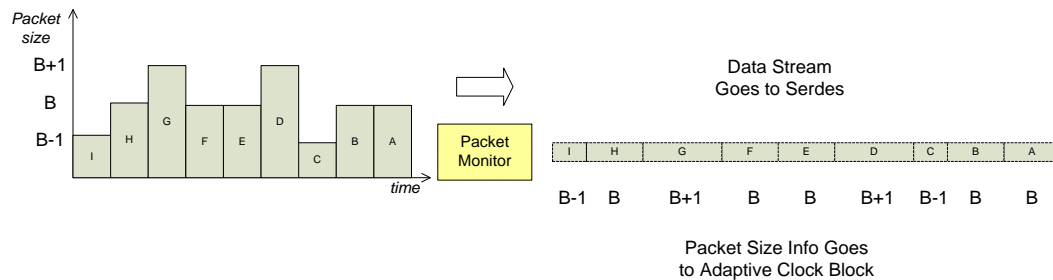 Packet
size
B+1
B
B-1
I
H
G
F
E
D
C
B
A
time
Packet
Monitor
Data Stream
Goes to Serdes
I H G F E D C B A
B-1 B B+1 B B B+1 B-1 B B
Packet Size Info Goes
to Adaptive Clock Block